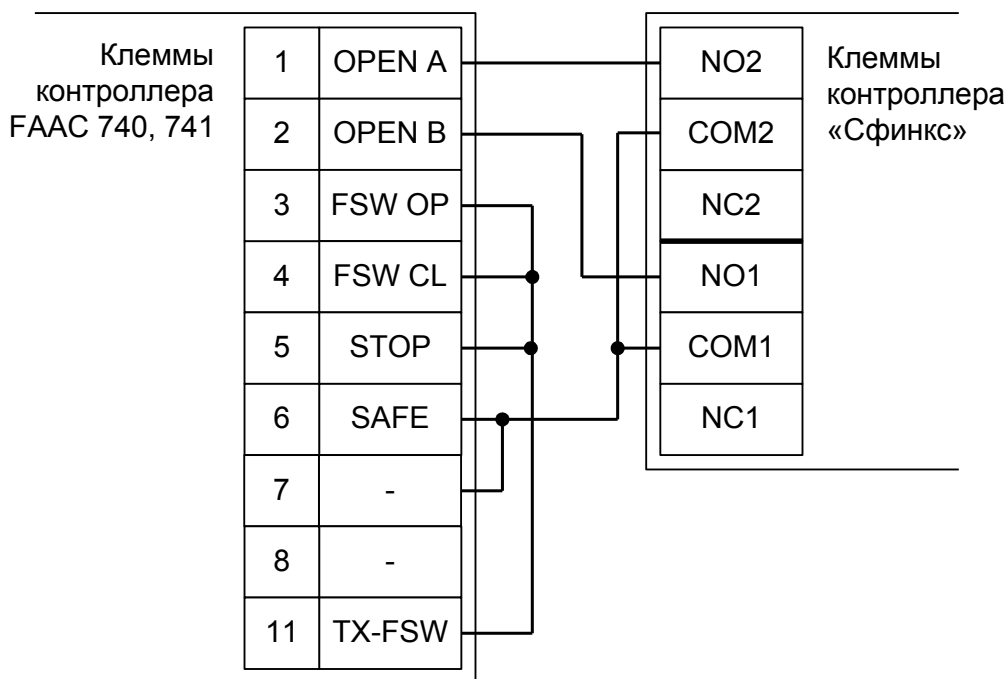 Клеммы
контроллера
FAAC 740, 741
1 OPEN A
2 OPEN B
3 FSW OP
4 FSW CL
5 STOP
6 SAFE
7 -
8 -
11 TX-FSW
NO2
COM2
NC2
NO1
COM1
NC1
Клеммы
контроллера
«Сфинкс»